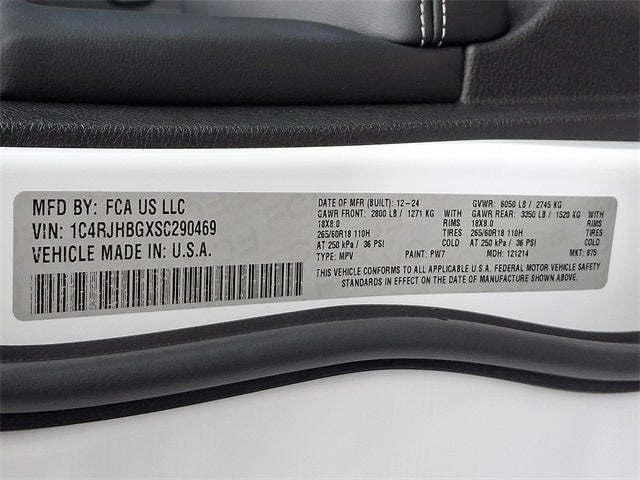 MFD BY: FCA US LLC
VIN: 1C4RJHBGXSC290469
VEHICLE MADE IN: U.S.A.
DATE OF MFR (BUILT): 12-24 GVWR: 6050 LB / 2745 KG
GAWR FRONT: 2800 LB / 1271 KG WITH GAWR REAR: 3350 LB / 1520 KG WITH
18X8.0 RIMS 18X8.0 RIMS
265/60R18 110H TIRES 265/60R18 110H TIRES
AT 250 kPa / 36 PSI COLD AT 250 kPa / 36 PSI COLD
TYPE: MPV PAINT: PW7 MDH: 121214 MKT: 875
THIS VEHICLE CONFORMS TO ALL APPLICABLE U.S.A. FEDERAL MOTOR VEHICLE SAFETY
STANDARDS IN EFFECT ON THE DATE OF MANUFACTURE SHOWN ABOVE.